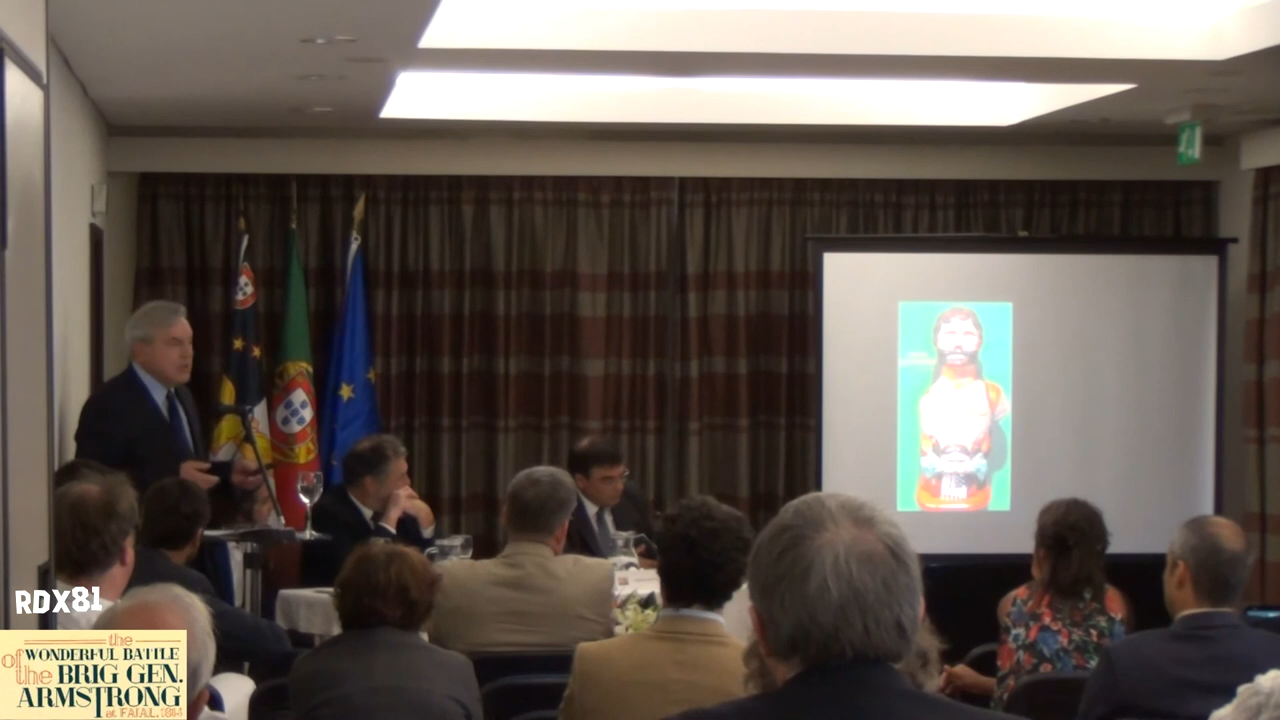 RDX81
the
WONDERFUL BATTLE
of the BRIG GEN.
ARMSTRONG
at FAIAL, 1814